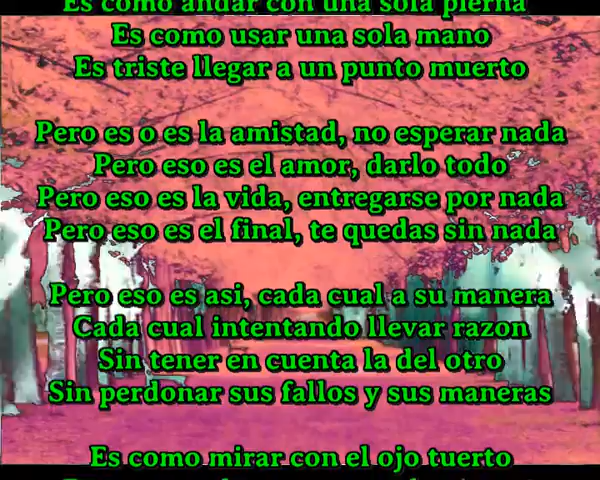 Es como andar con una sola pierna
Es como usar una sola mano
Es triste llegar a un punto muerto
Pero es o es la amistad, no esperar nada
Pero eso es el amor, darlo todo
Pero eso es la vida, entregarse por nada
Pero eso es el final, te quedas sin nada
Pero eso es asi, cada cual a su manera
Cada cual intentando llevar razon
Sin tener en cuenta la del otro
Sin perdonar sus fallos y sus maneras
Es como mirar con el ojo tuerto